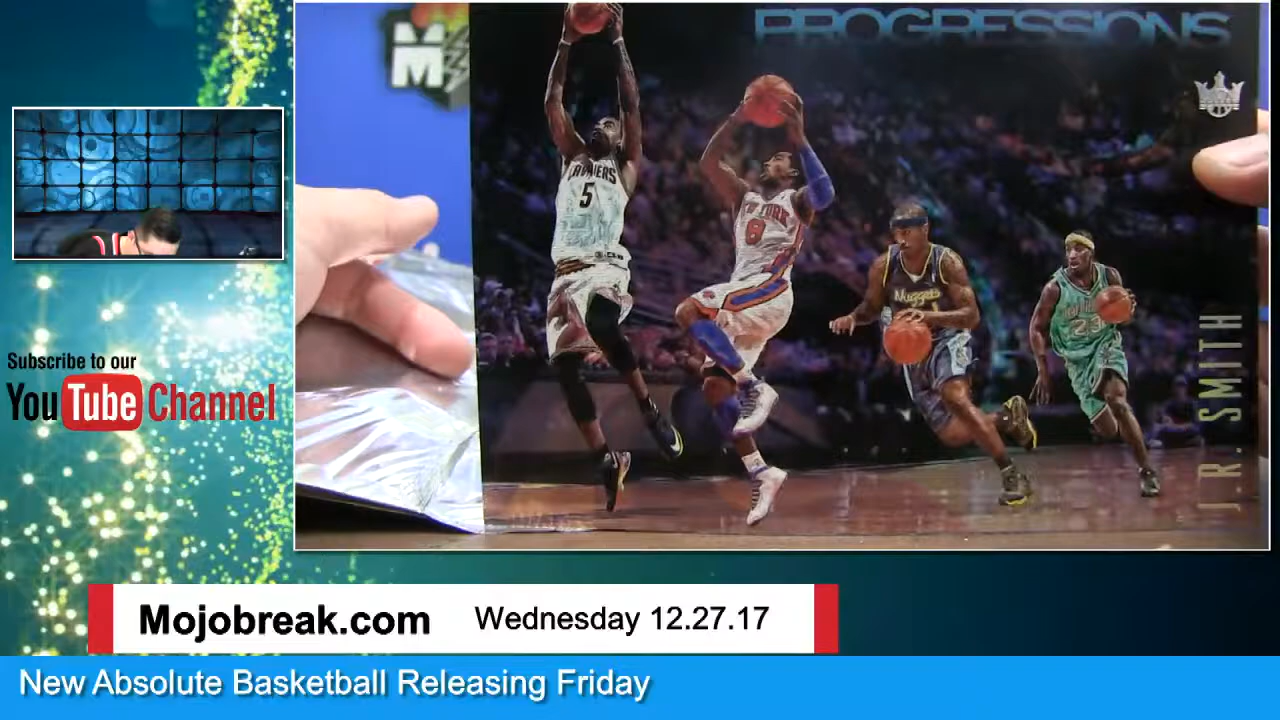 PROGRESSIONS
M
CAVALIERS
5
NEW YORK
8
Nuggets
23
J.R. SMITH
Subscribe to our
YouTube Channel
Mojobreak.com
Wednesday 12.27.17
New Absolute Basketball Releasing Friday